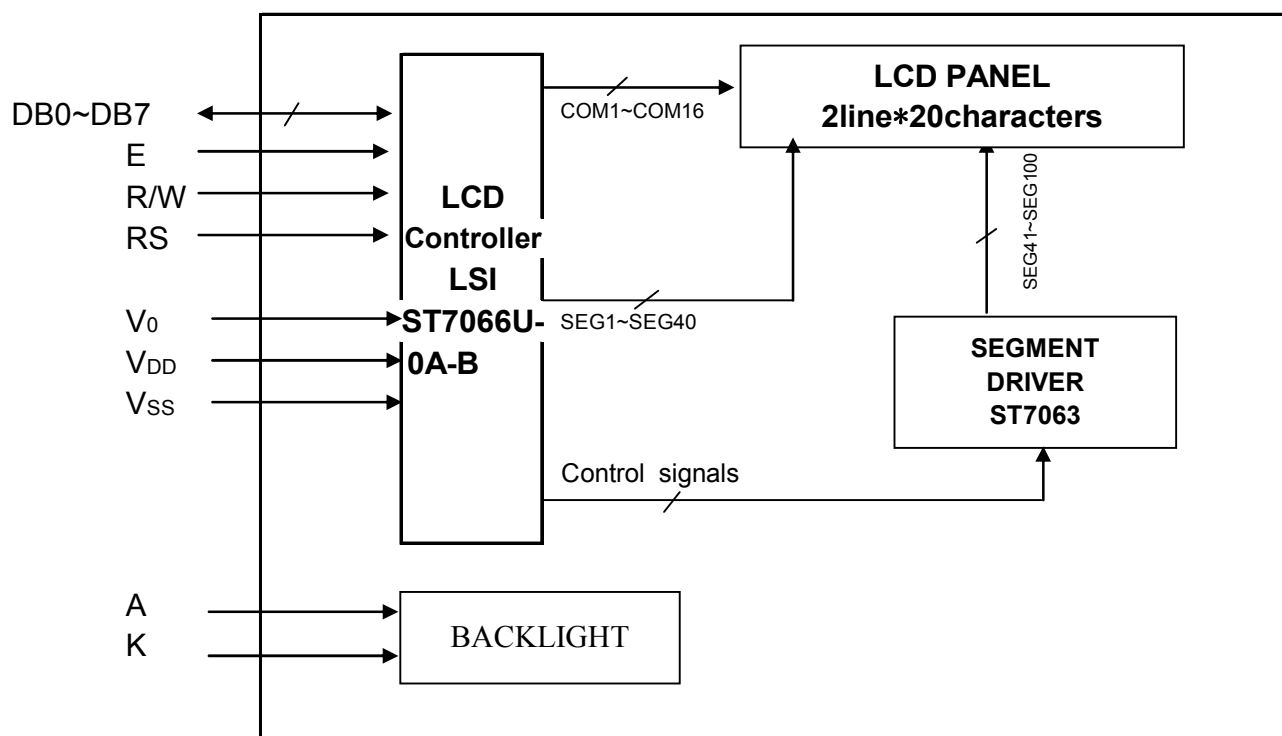 LCD PANEL
2line*20characters
DB0~DB7
E
R/W
RS
V0
VDD
VSS
A
K
LCD
Controller
LSI
ST7066U-
0A-B
COM1~COM16
SEG1~SEG40
SEG41~SEG100
SEGMENT
DRIVER
ST7063
Control signals
BACKLIGHT